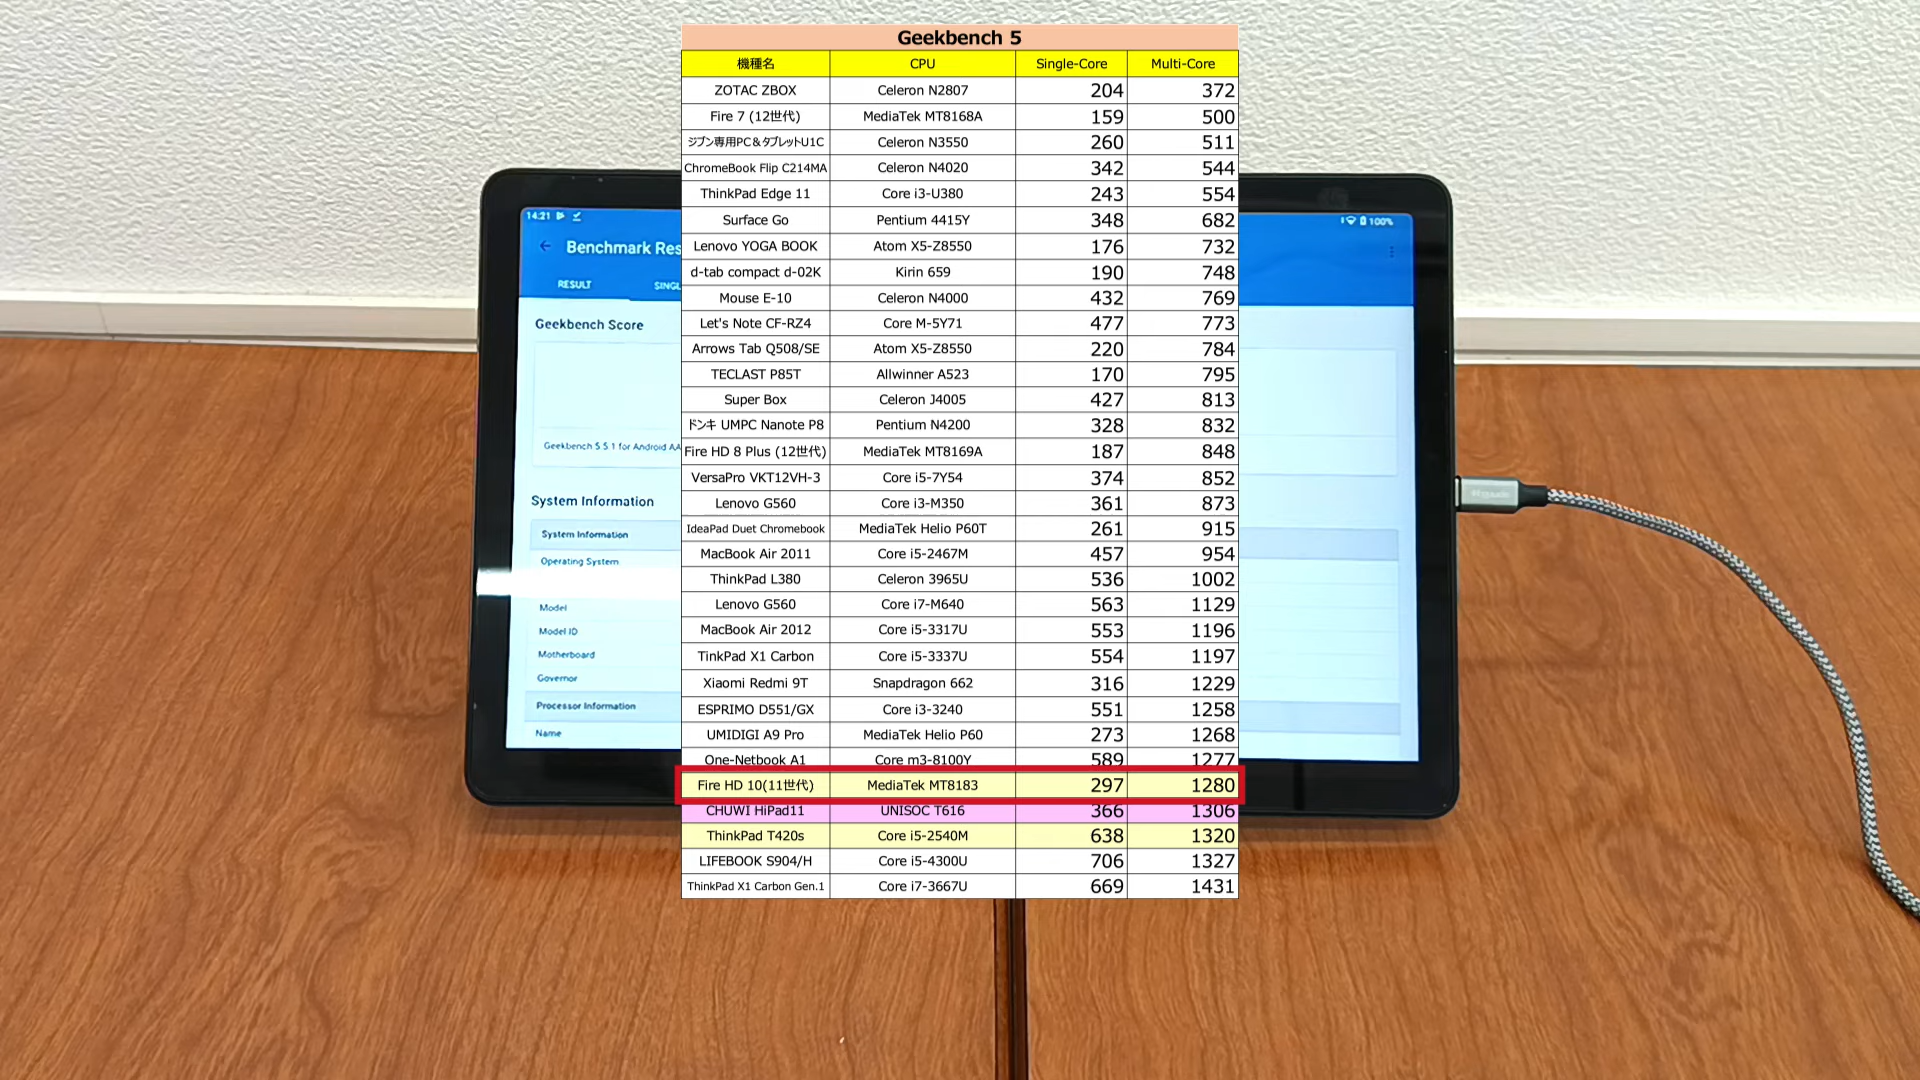 Geekbench 5
機種名 CPU Single-Core Multi-Core
ZOTAC ZBOX Celeron N2807 204 372
Fire 7 (12世代) MediaTek MT8168A 159 500
ジブン専用PC＆タブレットU1C Celeron N3550 260 511
ChromeBook Flip C214MA Celeron N4020 342 544
ThinkPad Edge 11 Core i3-U380 243 554
Surface Go Pentium 4415Y 348 682
Lenovo YOGA BOOK Atom X5-Z8550 176 732
d-tab compact d-02K Kirin 659 190 748
Mouse E-10 Celeron N4000 432 769
Let's Note CF-RZ4 Core M-5Y71 477 773
Arrows Tab Q508/SE Atom X5-Z8550 220 784
TECLAST P85T Allwinner A523 170 795
Super Box Celeron J4005 427 813
ドンキ UMPC Nanote P8 Pentium N4200 328 832
Fire HD 8 Plus (12世代) MediaTek MT8169A 187 848
VersaPro VKT12VH-3 Core i5-7Y54 374 852
Lenovo G560 Core i3-M350 361 873
IdeaPad Duet Chromebook MediaTek Helio P60T 261 915
MacBook Air 2011 Core i5-2467M 457 954
ThinkPad L380 Celeron 3965U 536 1002
Lenovo G560 Core i7-M640 563 1129
MacBook Air 2012 Core i5-3317U 553 1196
TinkPad X1 Carbon Core i5-3337U 554 1197
Xiaomi Redmi 9T Snapdragon 662 316 1229
ESPRIMO D551/GX Core i3-3240 551 1258
UMIDIGI A9 Pro MediaTek Helio P60 273 1268
One-Netbook A1 Core m3-8100Y 589 1277
Fire HD 10(11世代) MediaTek MT8183 297 1280
CHUWI HiPad11 UNISOC T616 366 1306
ThinkPad T420s Core i5-2540M 638 1320
LIFEBOOK S904/H Core i5-4300U 706 1327
ThinkPad X1 Carbon Gen.1 Core i7-3667U 669 1431
14:21 100%
Benchmark Res
RESULT SINGL
Geekbench Score
Geekbench 5.5.1 for Android AA
System Information
System Information
Operating System
Model
Model ID
Motherboard
Governor
Processor Information
Name